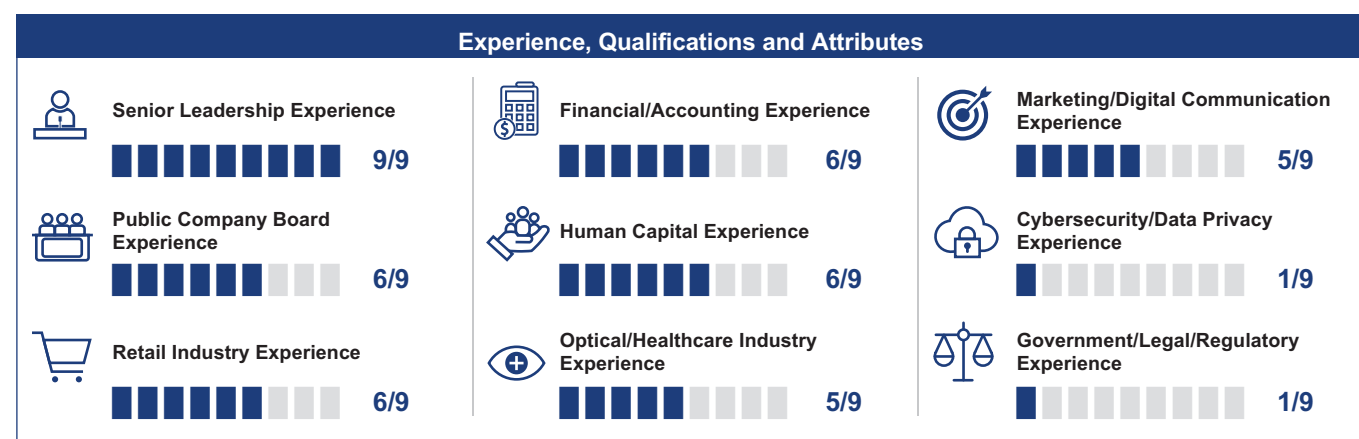 Experience, Qualifications and Attributes
Senior Leadership Experience
9/9
Public Company Board
Experience
6/9
Retail Industry Experience
6/9
Financial/Accounting Experience
$
6/9
Human Capital Experience
6/9
Optical/Healthcare Industry
Experience
5/9
Marketing/Digital Communication
Experience
5/9
Cybersecurity/Data Privacy
Experience
1/9
Government/Legal/Regulatory
Experience
1/9